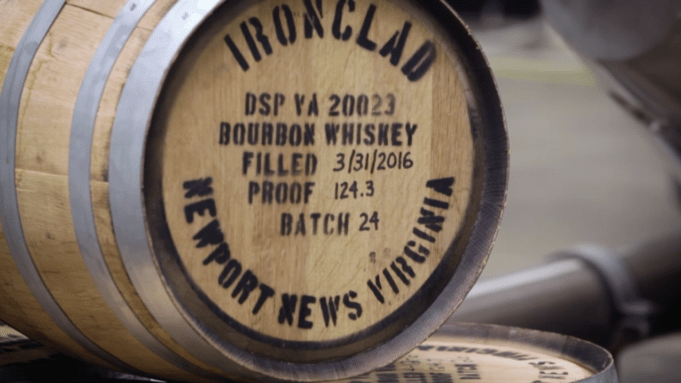 IRONCLAD
DSP VA 20023
BOURBON WHISKEY
FILLED 3/31/2016
PROOF 124.3
BATCH 24
NEWPORT NEWS VIRGINIA